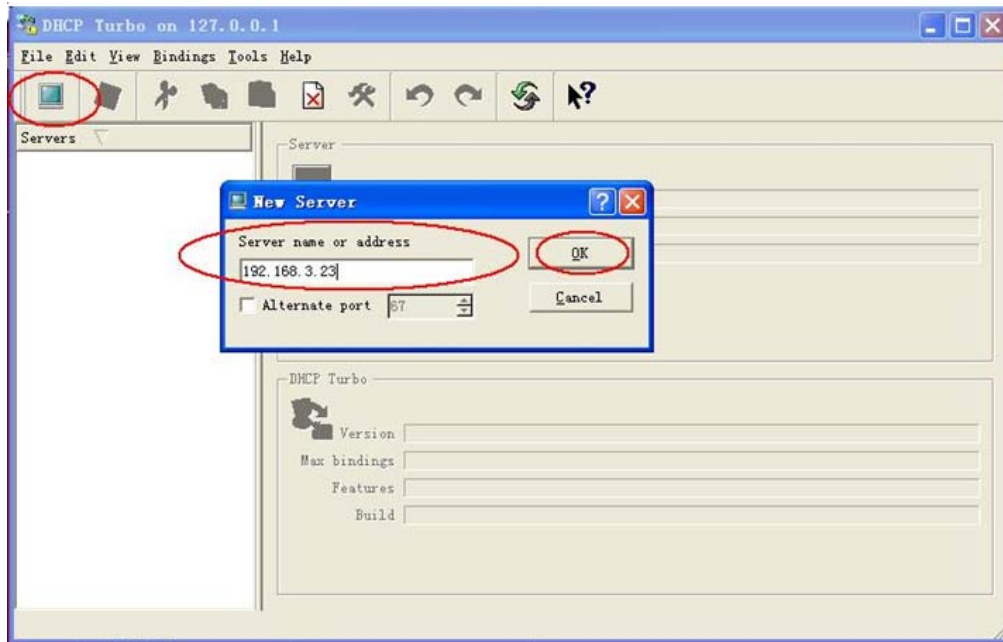 DHCP Turbo on 127.0.0.1
File Edit View Bindings Tools Help
Servers
Server
New Server
Server name or address
192.168.3.23
OK
Alternate port 67
Cancel
DHCP Turbo
Version
Max bindings
Features
Build